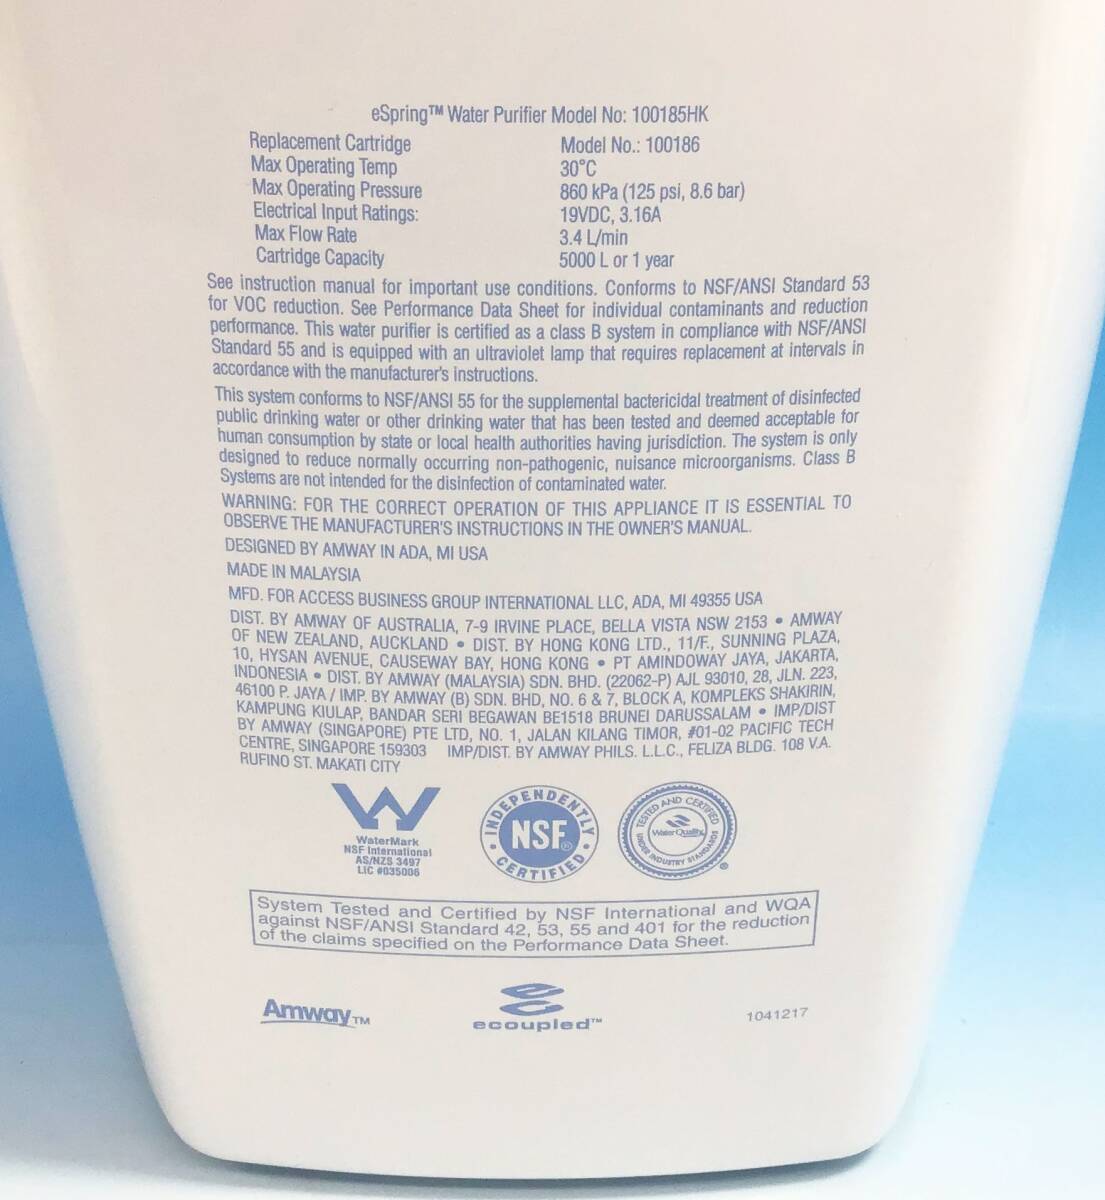 eSpring™ Water Purifier Model No: 100185HK
Replacement Cartridge Model No.: 100186
Max Operating Temp 30°C
Max Operating Pressure 860 kPa (125 psi, 8.6 bar)
Electrical Input Ratings: 19VDC, 3.16A
Max Flow Rate 3.4 L/min
Cartridge Capacity 5000 L or 1 year
See instruction manual for important use conditions. Conforms to NSF/ANSI Standard 53
for VOC reduction. See Performance Data Sheet for individual contaminants and reduction
performance. This water purifier is certified as a class B system in compliance with NSF/ANSI
Standard 55 and is equipped with an ultraviolet lamp that requires replacement at intervals in
accordance with the manufacturer's instructions.
This system conforms to NSF/ANSI 55 for the supplemental bactericidal treatment of disinfected
public drinking water or other drinking water that has been tested and deemed acceptable for
human consumption by state or local health authorities having jurisdiction. The system is only
designed to reduce normally occurring non-pathogenic, nuisance microorganisms. Class B
Systems are not intended for the disinfection of contaminated water.
WARNING: FOR THE CORRECT OPERATION OF THIS APPLIANCE IT IS ESSENTIAL TO
OBSERVE THE MANUFACTURER'S INSTRUCTIONS IN THE OWNER'S MANUAL.
DESIGNED BY AMWAY IN ADA, MI USA
MADE IN MALAYSIA
MFD. FOR ACCESS BUSINESS GROUP INTERNATIONAL LLC, ADA, MI 49355 USA
DIST. BY AMWAY OF AUSTRALIA, 7-9 IRVINE PLACE, BELLA VISTA NSW 2153 • AMWAY
OF NEW ZEALAND, AUCKLAND • DIST. BY HONG KONG LTD., 11/F., SUNNING PLAZA,
10, HYSAN AVENUE, CAUSEWAY BAY, HONG KONG • PT AMINDOWAY JAYA, JAKARTA,
INDONESIA • DIST. BY AMWAY (MALAYSIA) SDN. BHD. (22062-P) AJL 93010, 28, JLN. 223,
46100 P. JAYA / IMP. BY AMWAY (B) SDN. BHD, NO. 6 & 7, BLOCK A, KOMPLEKS SHAKIRIN,
KAMPUNG KIULAP, BANDAR SERI BEGAWAN BE1518 BRUNEI DARUSSALAM • IMP/DIST
BY AMWAY (SINGAPORE) PTE LTD, NO. 1, JALAN KILANG TIMOR, #01-02 PACIFIC TECH
CENTRE, SINGAPORE 159303 IMP/DIST. BY AMWAY PHILS. L.L.C., FELIZA BLDG. 108 V.A.
RUFINO ST. MAKATI CITY
WaterMark
NSF International
AS/NZS 3497
LIC #035006
INDEPENDENTLY
NSF®
CERTIFIED
TESTED AND CERTIFIED
Water Quality
UNDER INDUSTRY STANDARDS
®
System Tested and Certified by NSF International and WQA
against NSF/ANSI Standard 42, 53, 55 and 401 for the reduction
of the claims specified on the Performance Data Sheet.
Amway™
ecoupled™
1041217